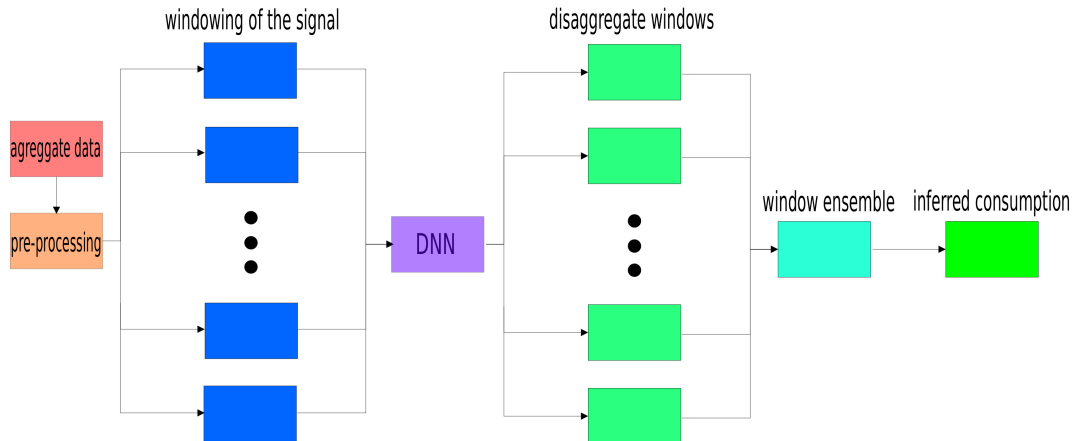 windowing of the signal
disaggregate windows
agreggate data
pre-processing
DNN
window ensemble
inferred consumption